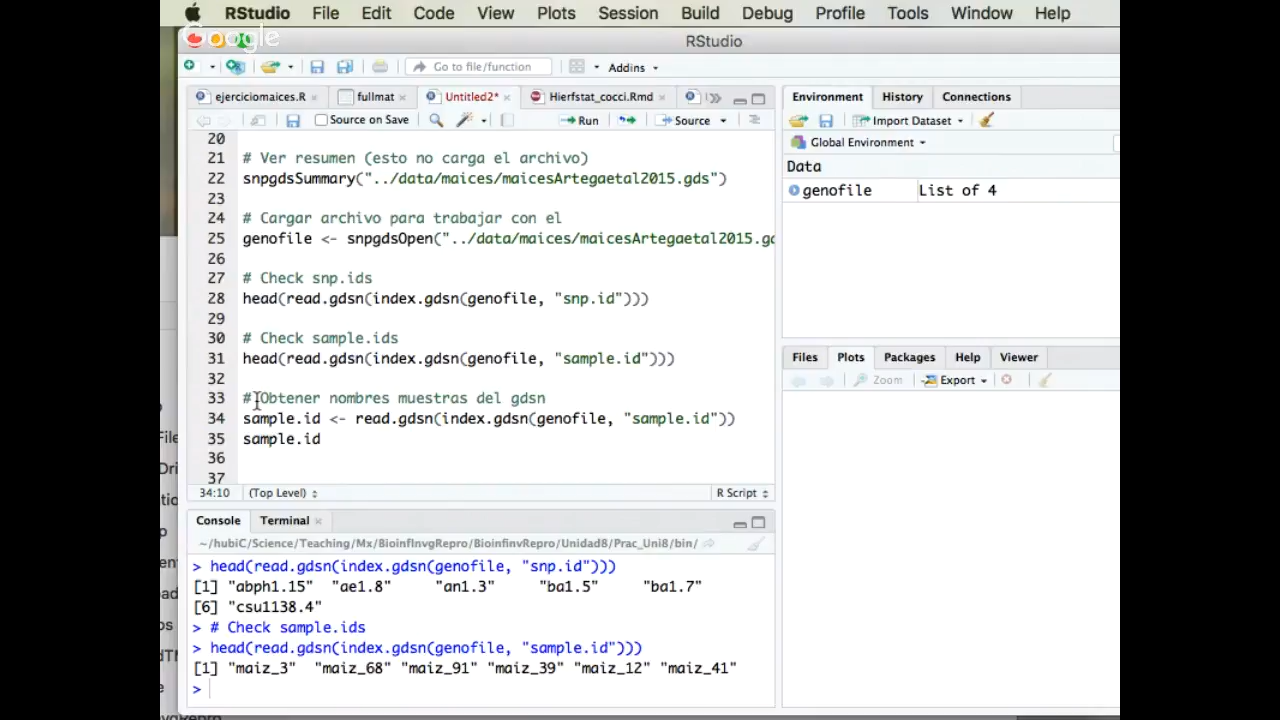 RStudio File Edit Code View Plots Session Build Debug Profile Tools Window Help
Google
RStudio
Go to file/function Addins
ejerciciomaices.R fullmat Untitled2* Hierfstat_cocci.Rmd
Source on Save Run Source
20
21 # Ver resumen (esto no carga el archivo)
22 snpgdsSummary("../data/maices/maicesArtegaetal2015.gds")
23
24 # Cargar archivo para trabajar con el
25 genofile <- snpgdsOpen("../data/maices/maicesArtegaetal2015.gd
26
27 # Check snp.ids
28 head(read.gdsn(index.gdsn(genofile, "snp.id")))
29
30 # Check sample.ids
31 head(read.gdsn(index.gdsn(genofile, "sample.id")))
32
33 # Obtener nombres muestras del gdsn
34 sample.id <- read.gdsn(index.gdsn(genofile, "sample.id"))
35 sample.id
36
37
34:10 (Top Level) R Script
Console Terminal
~/hubiC/Science/Teaching/Mx/BioinfInvgRepro/BioinfinvRepro/Unidad8/Prac_Uni8/bin/
> head(read.gdsn(index.gdsn(genofile, "snp.id")))
[1] "abph1.15" "ae1.8" "an1.3" "ba1.5" "ba1.7"
[6] "csu1138.4"
> # Check sample.ids
> head(read.gdsn(index.gdsn(genofile, "sample.id")))
[1] "maiz_3" "maiz_68" "maiz_91" "maiz_39" "maiz_12" "maiz_41"
>
Environment History Connections
Import Dataset
Global Environment
Data
genofile List of 4
Files Plots Packages Help Viewer
Zoom Export